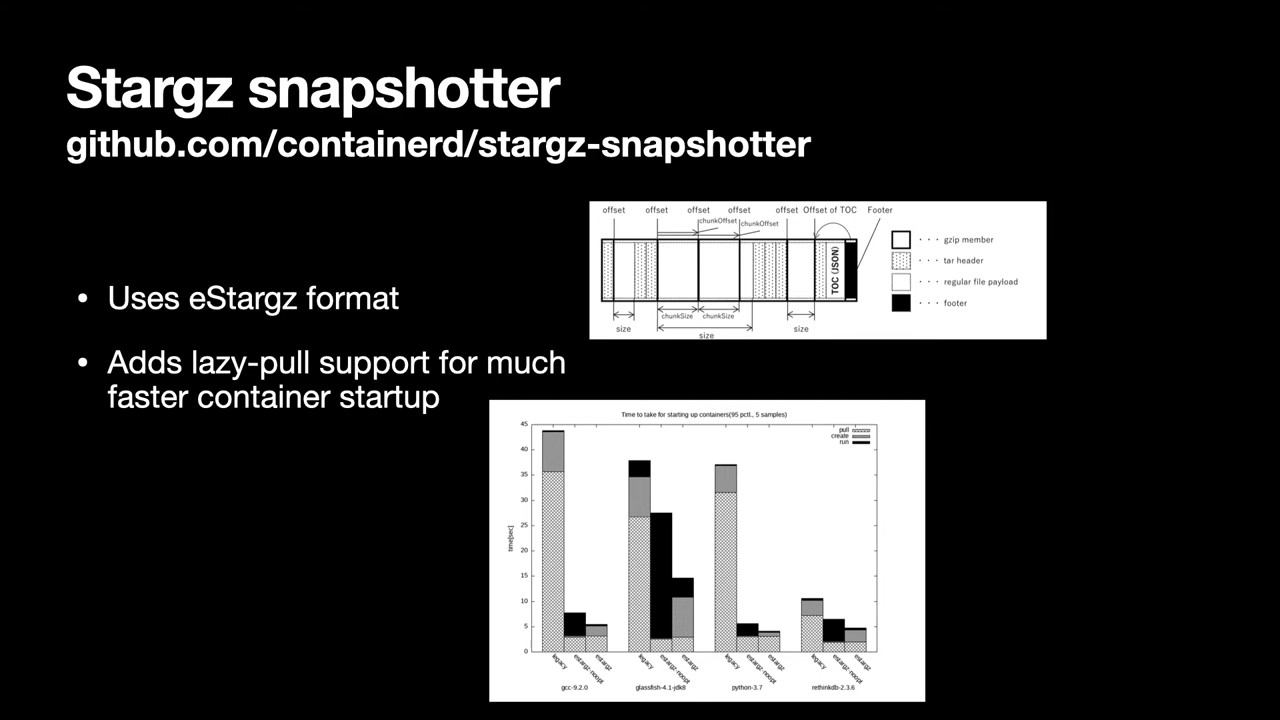 Stargz snapshotter
github.com/containerd/stargz-snapshotter
• Uses eStargz format
• Adds lazy-pull support for much
faster container startup
offset offset offset offset offset Offset of TOC Footer
chunkOffset chunkOffset
TOC (JSON)
chunkSize chunkSize
size size size
· · · gzip member
· · · tar header
· · · regular file payload
· · · footer
Time to take for starting up containers(95 pctl., 5 samples)
pull
create
run
time[sec]
45
40
35
30
25
20
15
10
5
0
legacy estargz-noopt estargz legacy estargz-noopt estargz legacy estargz-noopt estargz legacy estargz-noopt estargz
gcc-9.2.0 glassfish-4.1-jdk8 python-3.7 rethinkdb-2.3.6